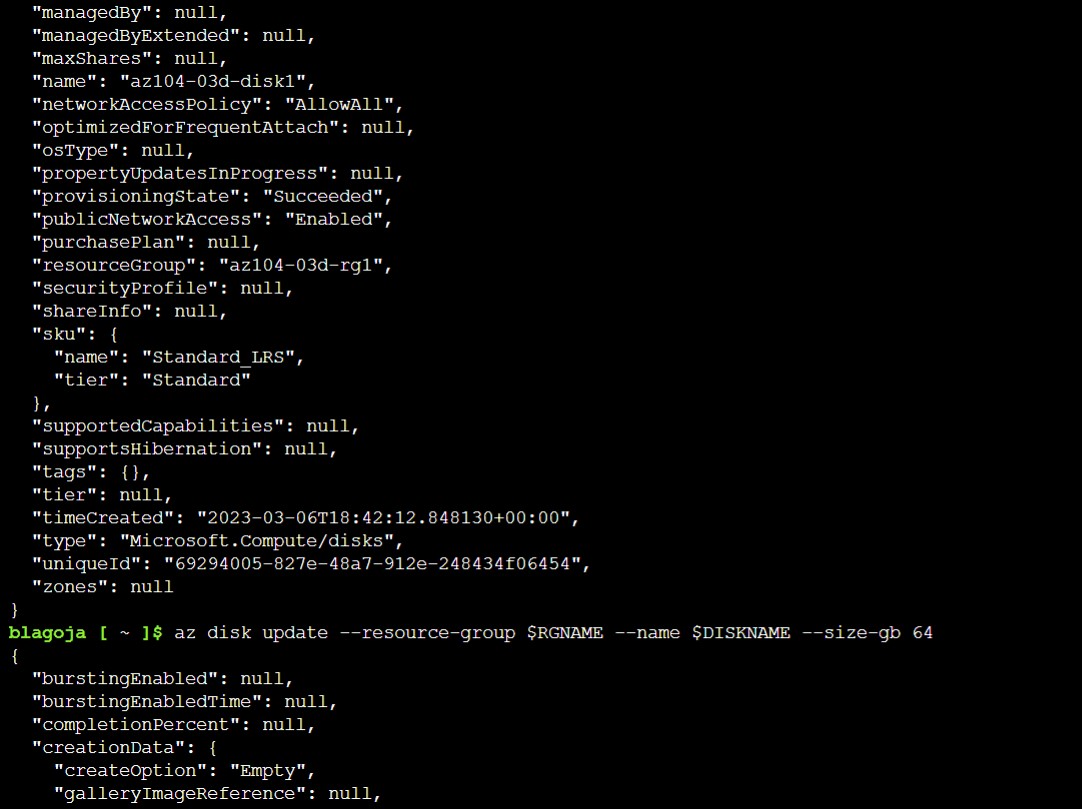 "managedBy": null,
"managedByExtended": null,
"maxShares": null,
"name": "az104-03d-disk1",
"networkAccessPolicy": "AllowAll",
"optimizedForFrequentAttach": null,
"osType": null,
"propertyUpdatesInProgress": null,
"provisioningState": "Succeeded",
"publicNetworkAccess": "Enabled",
"purchasePlan": null,
"resourceGroup": "az104-03d-rg1",
"securityProfile": null,
"shareInfo": null,
"sku": {
"name": "Standard_LRS",
"tier": "Standard"
},
"supportedCapabilities": null,
"supportsHibernation": null,
"tags": {},
"tier": null,
"timeCreated": "2023-03-06T18:42:12.848130+00:00",
"type": "Microsoft.Compute/disks",
"uniqueId": "69294005-827e-48a7-912e-248434f06454",
"zones": null
}
blagoja [ ~ ]$ az disk update --resource-group $RGNAME --name $DISKNAME --size-gb 64
{
"burstingEnabled": null,
"burstingEnabledTime": null,
"completionPercent": null,
"creationData": {
"createOption": "Empty",
"galleryImageReference": null,